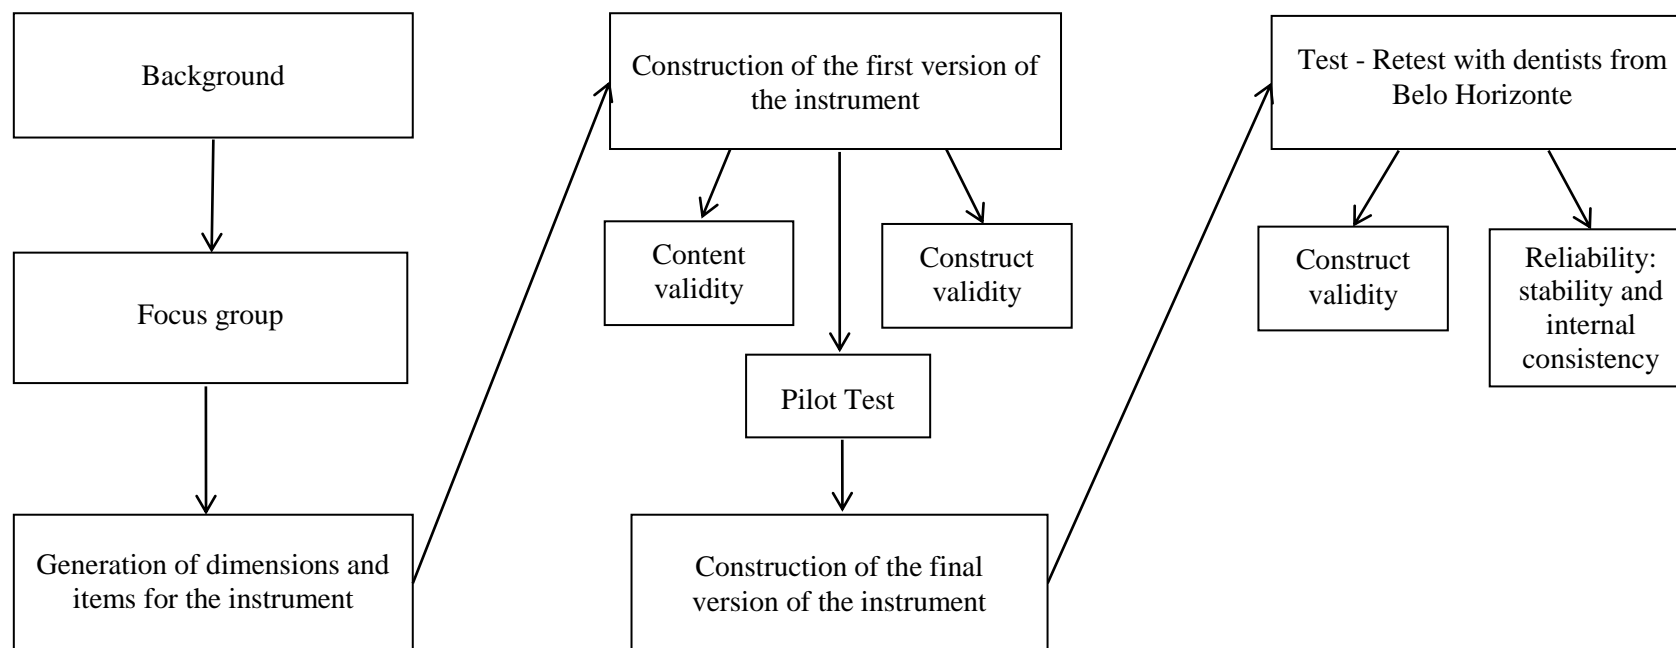 Background
Focus group
Generation of dimensions and
items for the instrument
Construction of the first version of
the instrument
Content
validity
Construct
validity
Pilot Test
Construction of the final
version of the instrument
Test - Retest with dentists from
Belo Horizonte
Construct
validity
Reliability:
stability and
internal
consistency